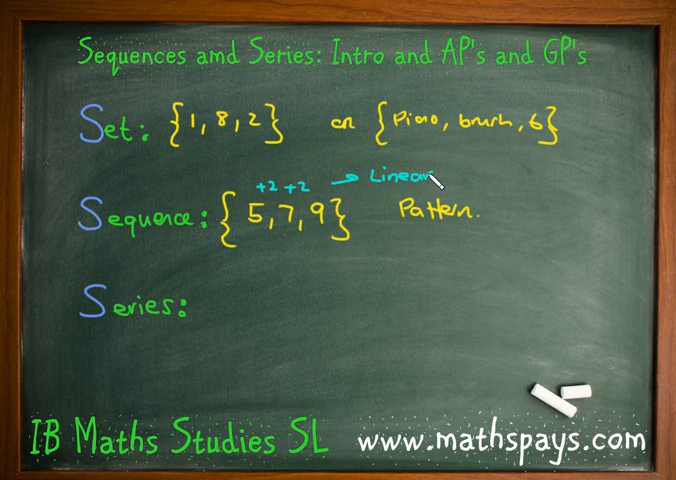 Sequences amd Series: Intro and AP's and GP's
Set: {1, 8, 2} or {Piano, brush, 6}
+2 +2 → Linear
Sequence: {5, 7, 9} Pattern.
Series:
IB Maths Studies SL www.mathspays.com